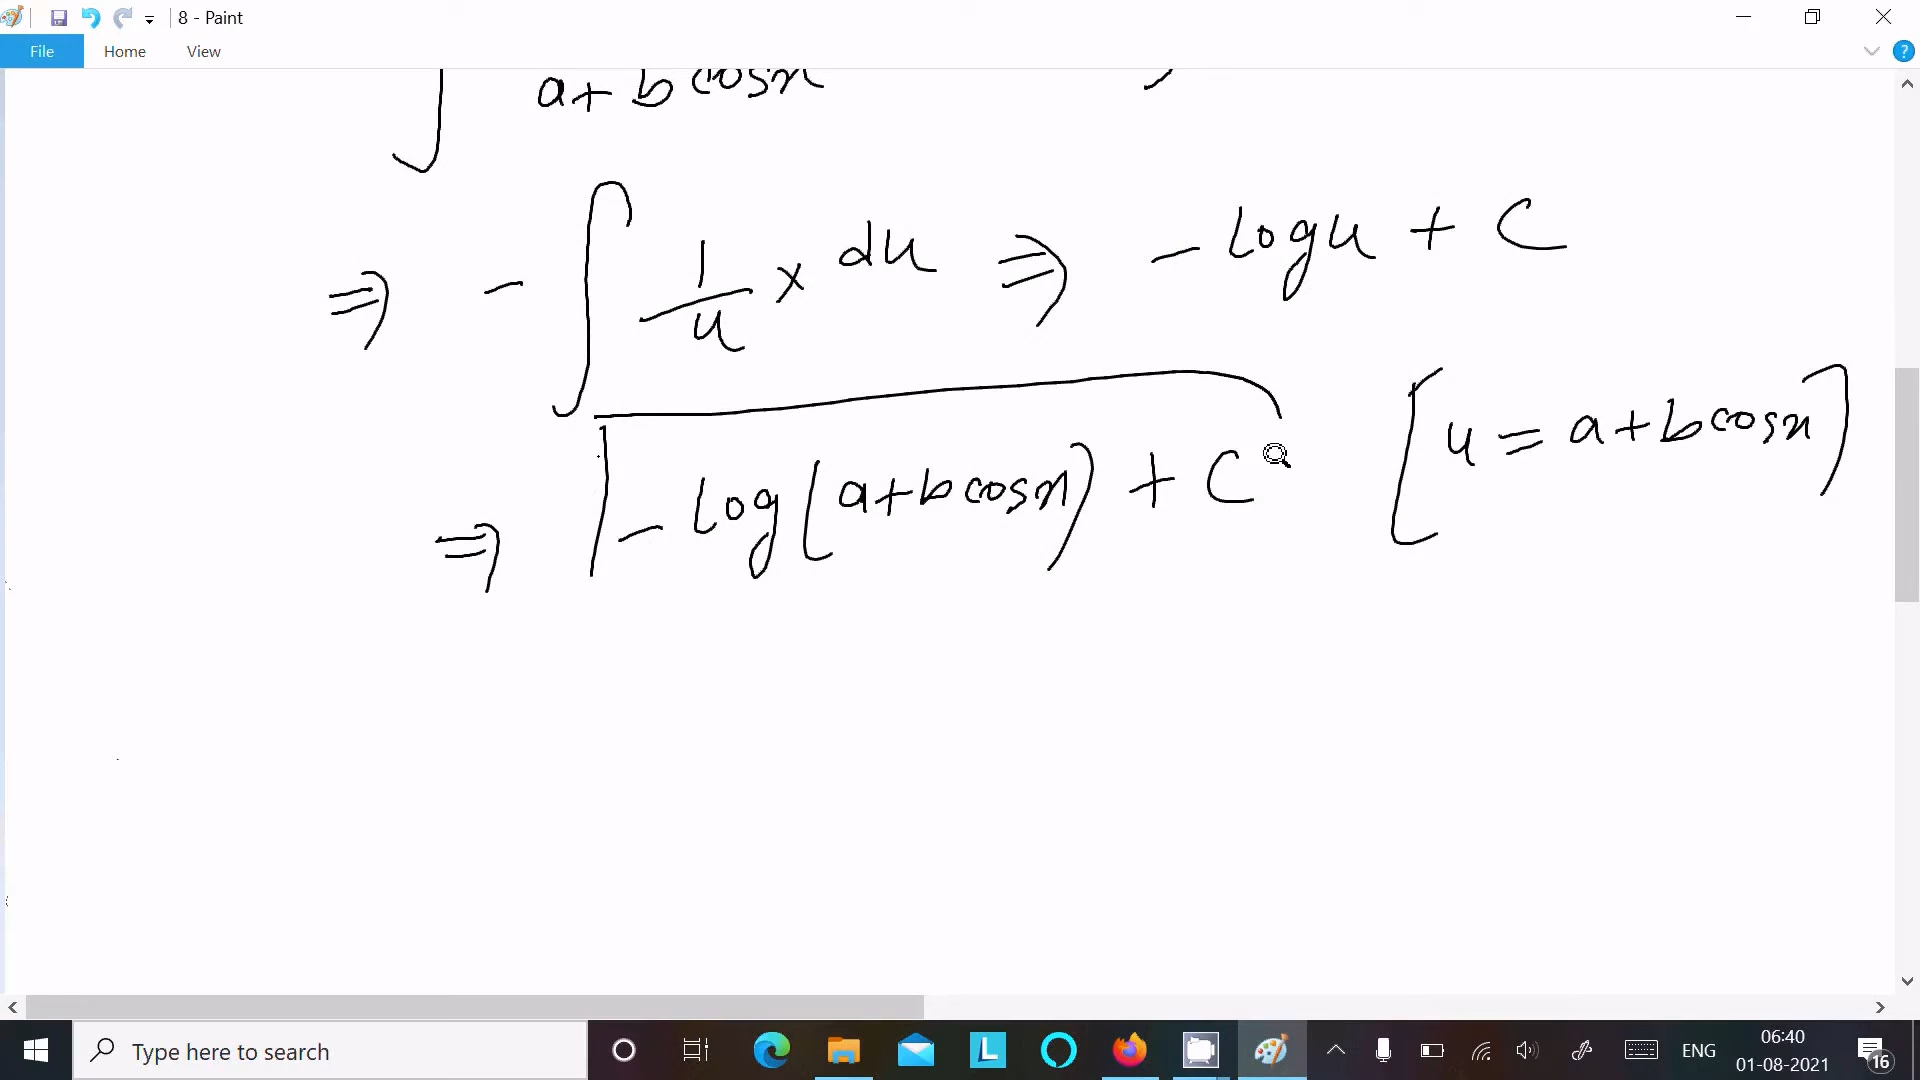 8 - Paint
File Home View
a + b cosx
⇒ - ∫ 1/u × du ⇒ - log u + C
⇒ - log(a+b cosx) + C [u = a+b cosx]
Type here to search
L
ENG
06:40
01-08-2021
16